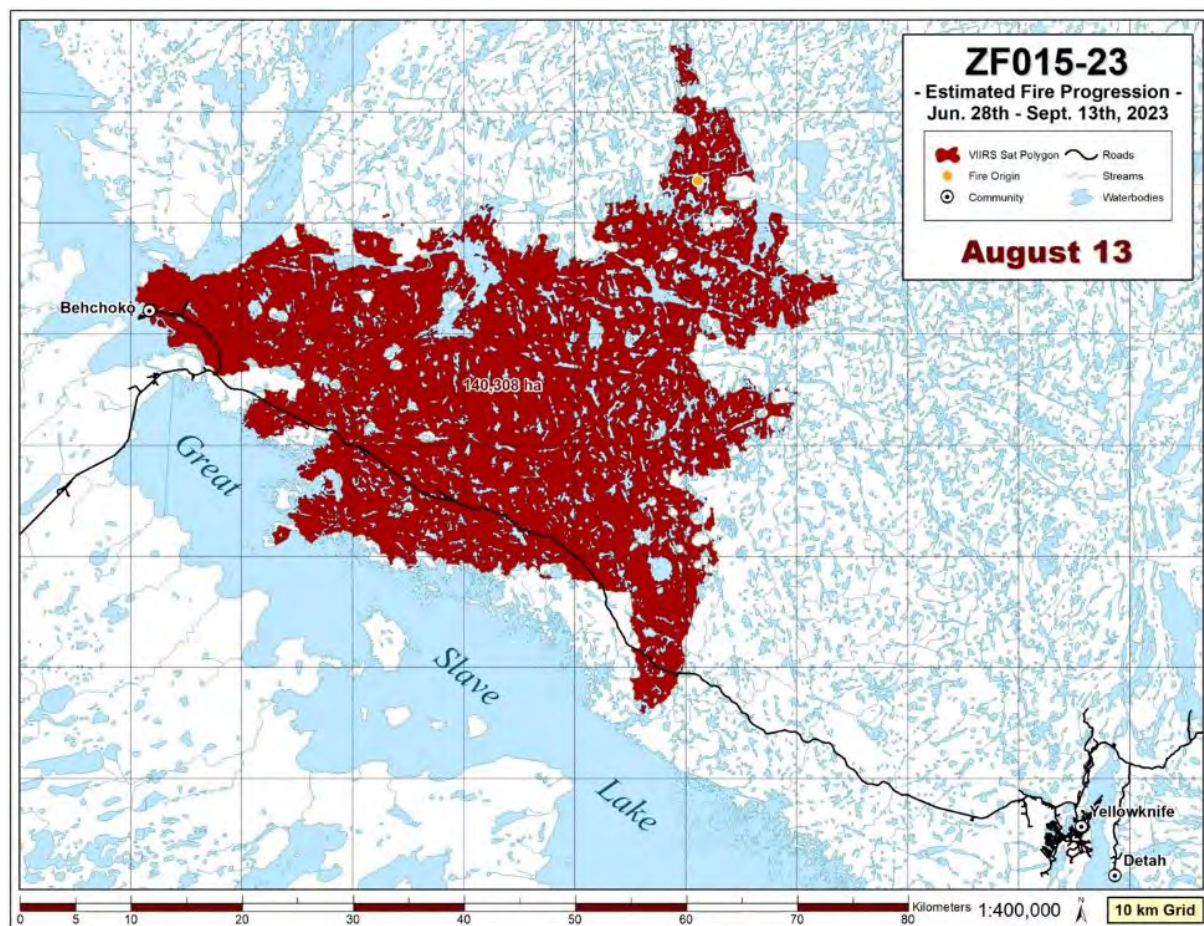 ZF015-23
- Estimated Fire Progression -
Jun. 28th - Sept. 13th, 2023
VIIRS Sat Polygon
Roads
Fire Origin
Streams
Community
Waterbodies
August 13
Behchokò
140,308 ha
Great
Slave
Lake
Yellowknife
Detah
0 5 10 20 30 40 50 60 70 80 Kilometers 1:400,000 N 10 km Grid